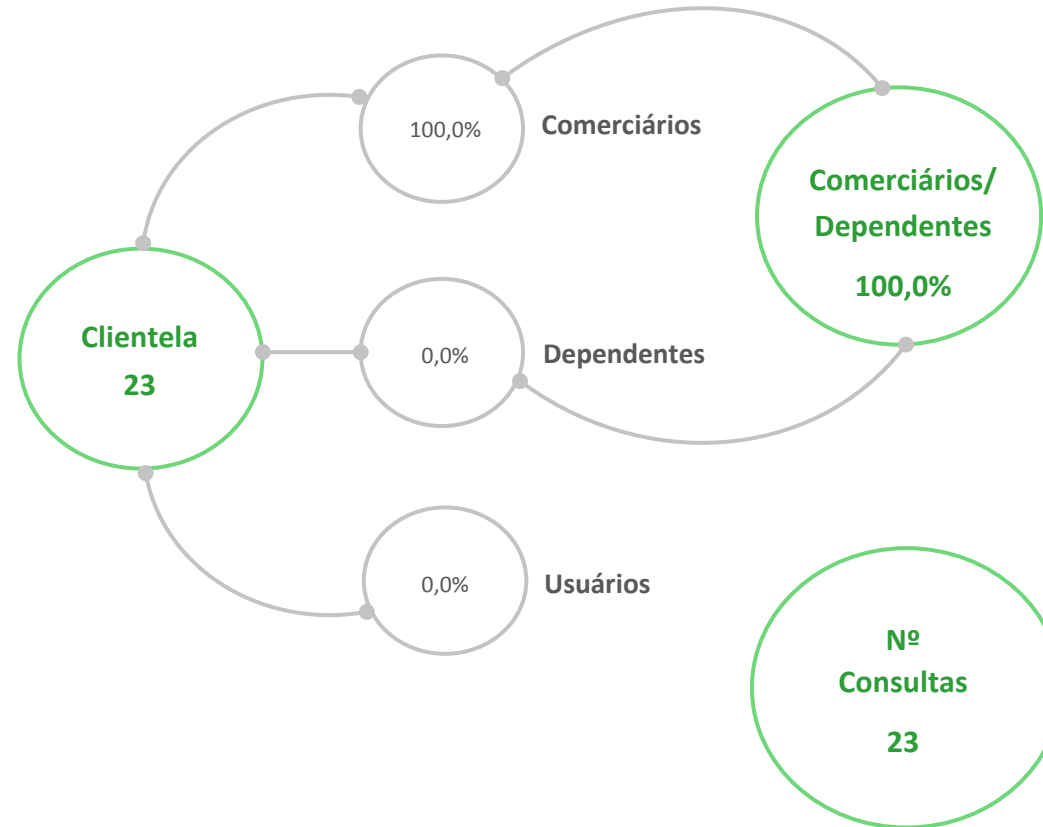 100,0%
Comerciários
Comerciários/
Dependentes
100,0%
Clientela
23
0,0%
Dependentes
0,0%
Usuários
Nº
Consultas
23